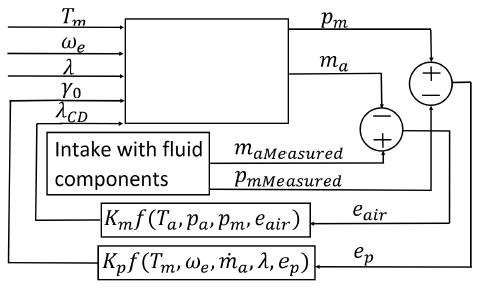 T_m
p_m
ω_e
λ
m_a
γ_0
λ_CD
+
−
−
+
Intake with fluid
components
m_aMeasured
p_mMeasured
K_m f(T_a, p_a, p_m, e_air)
e_air
K_p f(T_m, ω_e, ṁ_a, λ, e_p)
e_p